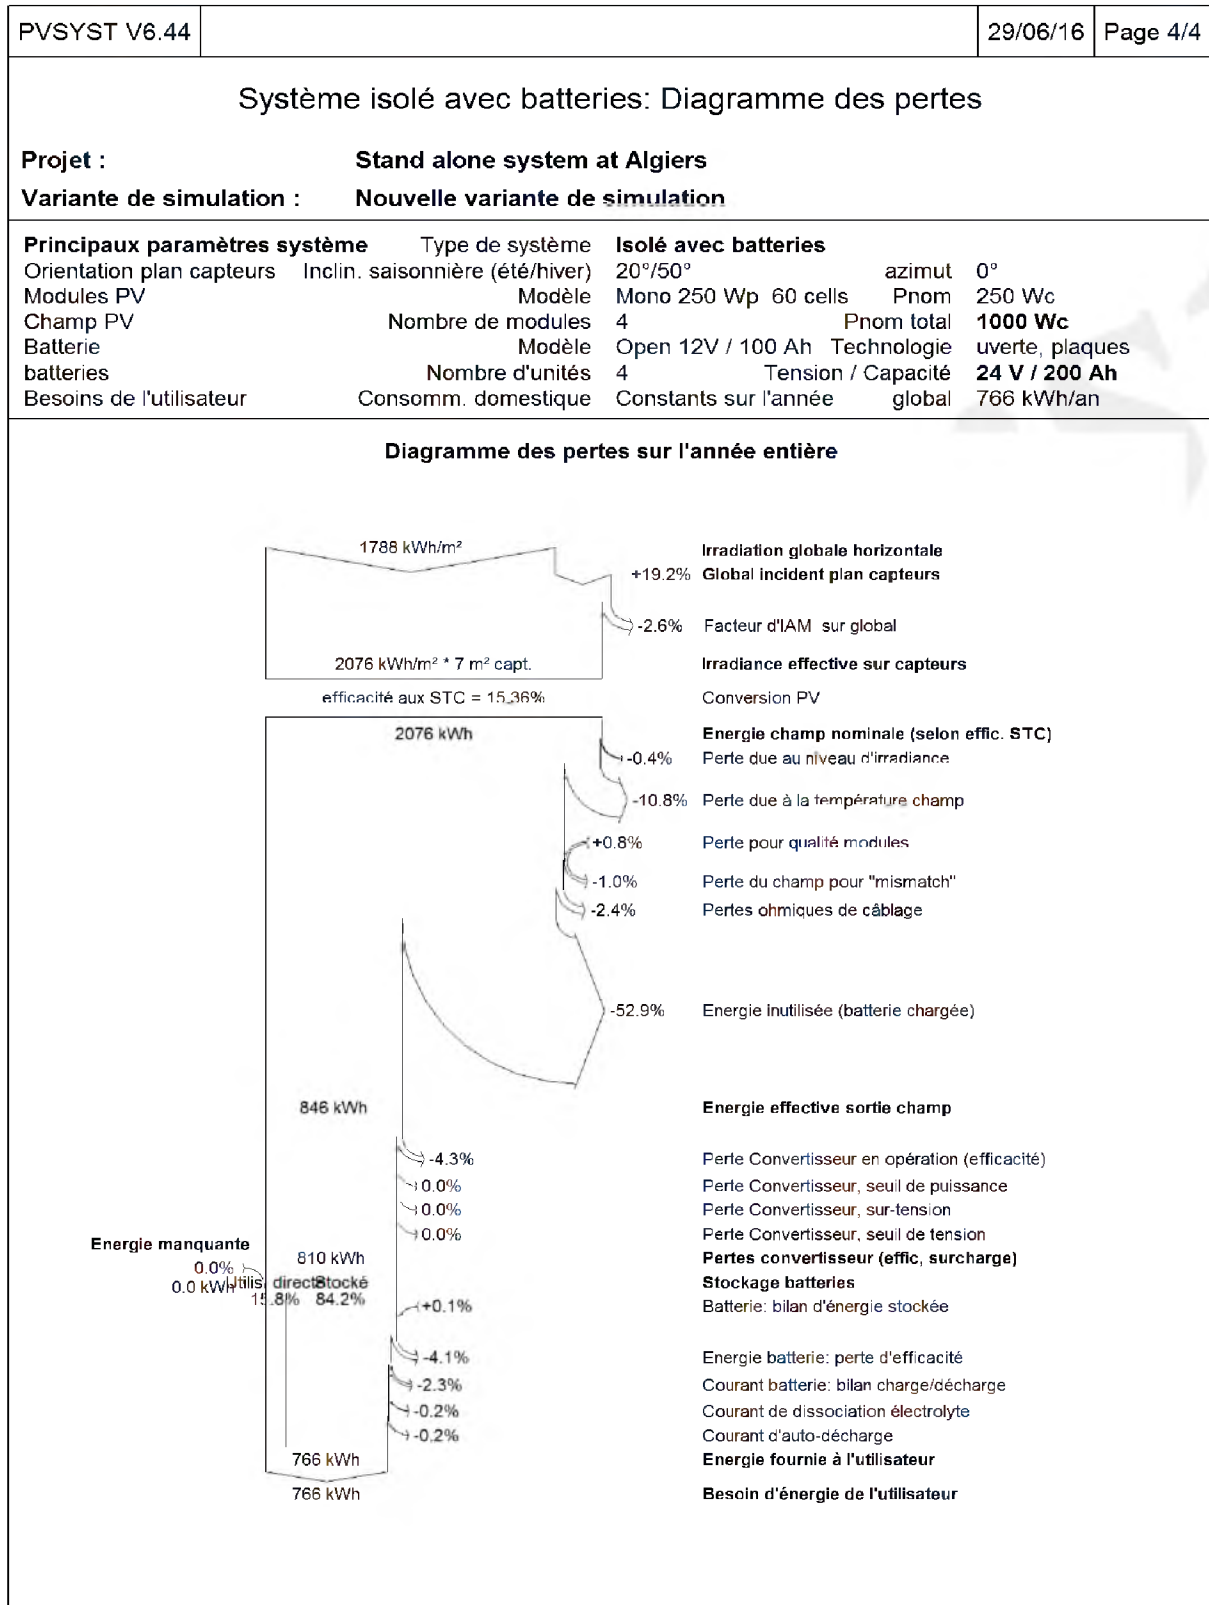 PVSYST V6.44 29/06/16 Page 4/4
Système isolé avec batteries: Diagramme des pertes
Projet : Stand alone system at Algiers
Variante de simulation : Nouvelle variante de simulation
Principaux paramètres système Type de système Isolé avec batteries
Orientation plan capteurs Inclin. saisonnière (été/hiver) 20°/50° azimut 0°
Modules PV Modèle Mono 250 Wp 60 cells Pnom 250 Wc
Champ PV Nombre de modules 4 Pnom total 1000 Wc
Batterie Modèle Open 12V / 100 Ah Technologie uverte, plaques
batteries Nombre d'unités 4 Tension / Capacité 24 V / 200 Ah
Besoins de l'utilisateur Consomm. domestique Constants sur l'année global 766 kWh/an
Diagramme des pertes sur l'année entière
1788 kWh/m² Irradiation globale horizontale
+19.2% Global incident plan capteurs
-2.6% Facteur d'IAM sur global
2076 kWh/m² * 7 m² capt. Irradiance effective sur capteurs
efficacité aux STC = 15.36% Conversion PV
2076 kWh Energie champ nominale (selon effic. STC)
-0.4% Perte due au niveau d'irradiance
-10.8% Perte due à la température champ
+0.8% Perte pour qualité modules
-1.0% Perte du champ pour "mismatch"
-2.4% Pertes ohmiques de câblage
-52.9% Energie inutilisée (batterie chargée)
846 kWh Energie effective sortie champ
-4.3% Perte Convertisseur en opération (efficacité)
0.0% Perte Convertisseur, seuil de puissance
0.0% Perte Convertisseur, sur-tension
0.0% Perte Convertisseur, seuil de tension
Energie manquante 810 kWh Pertes convertisseur (effic, surcharge)
0.0%
0.0 kWh Utilis. direct Stocké Stockage batteries
15.8% 84.2% +0.1% Batterie: bilan d'énergie stockée
-4.1% Energie batterie: perte d'efficacité
-2.3% Courant batterie: bilan charge/décharge
-0.2% Courant de dissociation électrolyte
-0.2% Courant d'auto-décharge
766 kWh Energie fournie à l'utilisateur
766 kWh Besoin d'énergie de l'utilisateur